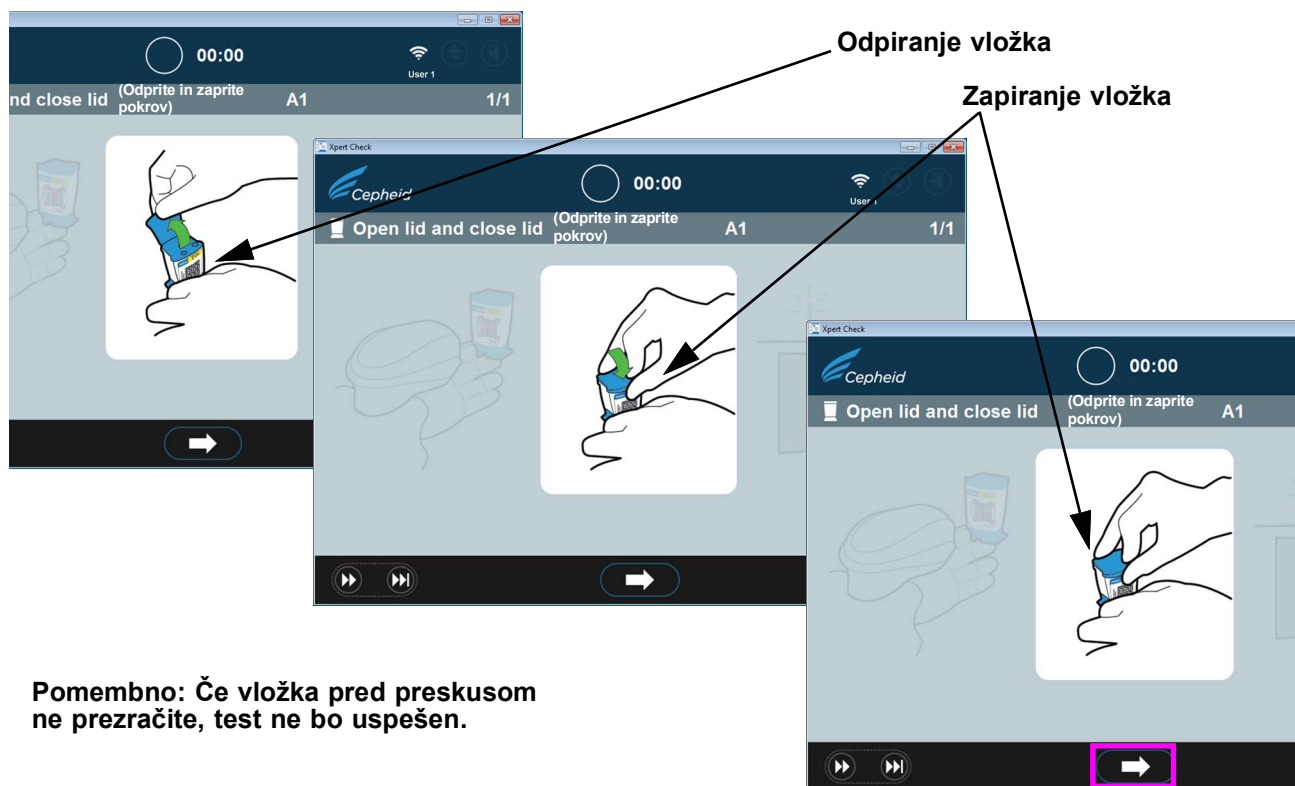 Odpiranje vložka
Zapiranje vložka
00:00
User 1
nd close lid (Odprite in zaprite pokrov) A1 1/1
Xpert Check
Cepheid
00:00
User 1
Open lid and close lid (Odprite in zaprite pokrov) A1 1/1
Xpert Check
Cepheid
00:00
Open lid and close lid (Odprite in zaprite pokrov) A1
Pomembno: Če vložka pred preskusom
ne prezračite, test ne bo uspešen.